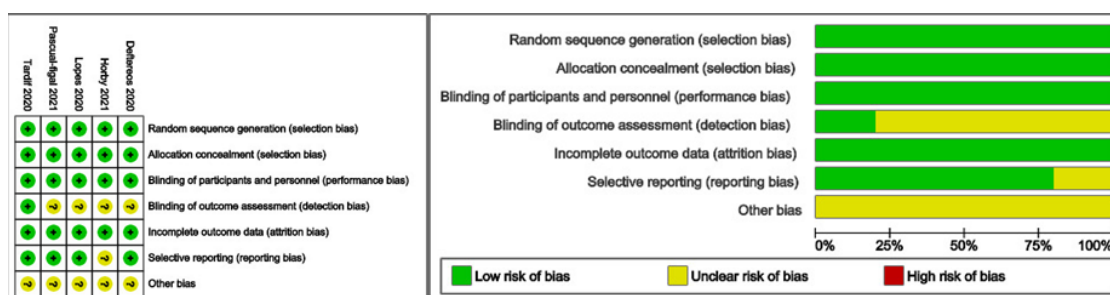 Tardif 2020
Pascual-figal 2021
Lopes 2020
Horby 2021
Deftereos 2020
+ + + + + Random sequence generation (selection bias)
+ + + + + Allocation concealment (selection bias)
+ + + + + Blinding of participants and personnel (performance bias)
+ ? ? ? ? Blinding of outcome assessment (detection bias)
+ + + + + Incomplete outcome data (attrition bias)
+ + + ? + Selective reporting (reporting bias)
? ? ? ? ? Other bias
Random sequence generation (selection bias)
Allocation concealment (selection bias)
Blinding of participants and personnel (performance bias)
Blinding of outcome assessment (detection bias)
Incomplete outcome data (attrition bias)
Selective reporting (reporting bias)
Other bias
0% 25% 50% 75% 100%
Low risk of bias Unclear risk of bias High risk of bias